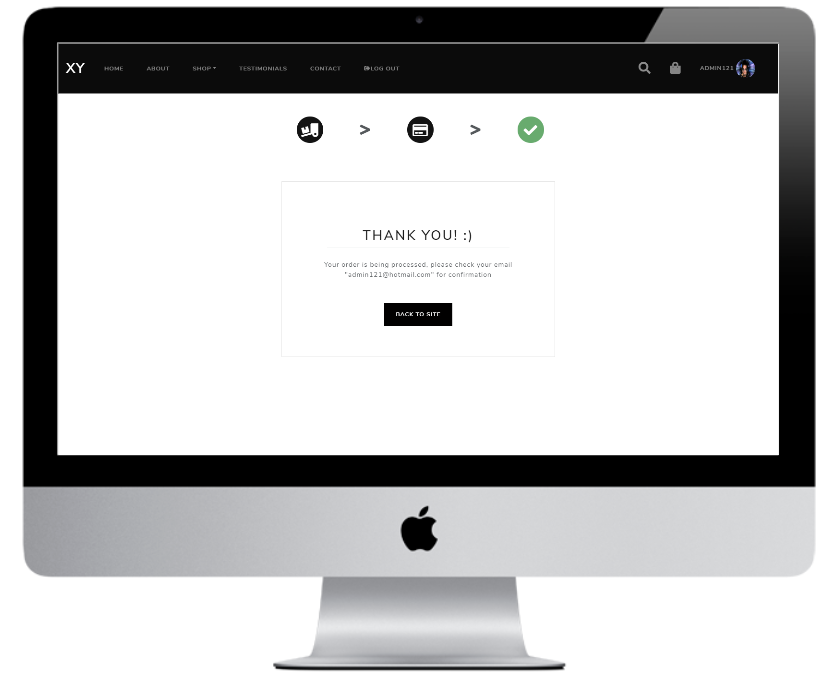 XY HOME ABOUT SHOP TESTIMONIALS CONTACT LOG OUT ADMIN121
> >
THANK YOU! :)
Your order is being processed, please check your email
"admin121@hotmail.com" for confirmation
BACK TO SITE